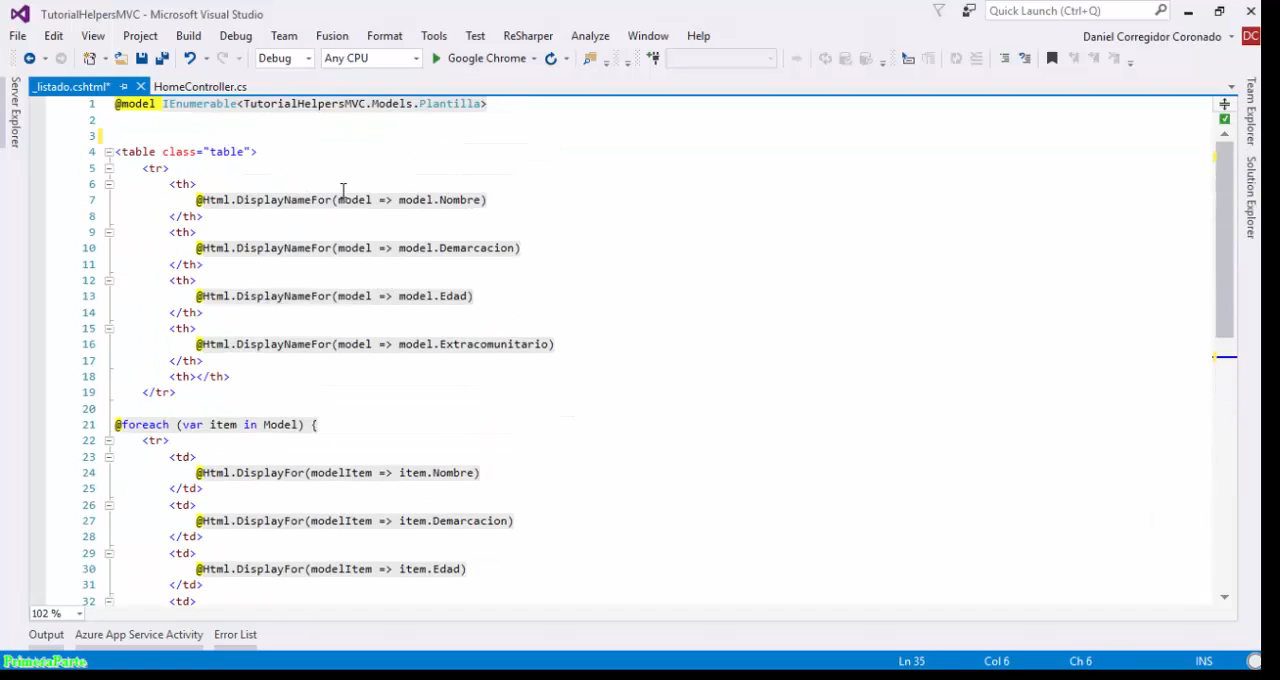 TutorialHelpersMVC - Microsoft Visual Studio
Quick Launch (Ctrl+Q)
File Edit View Project Build Debug Team Fusion Format Tools Test ReSharper Analyze Window Help
Daniel Corregidor Coronado DC
Debug Any CPU Google Chrome
_listado.cshtml* HomeController.cs
Server Explorer
Team Explorer
Solution Explorer
1 @model IEnumerable<TutorialHelpersMVC.Models.Plantilla>
2
3
4 <table class="table">
5 <tr>
6 <th>
7 @Html.DisplayNameFor(model => model.Nombre)
8 </th>
9 <th>
10 @Html.DisplayNameFor(model => model.Demarcacion)
11 </th>
12 <th>
13 @Html.DisplayNameFor(model => model.Edad)
14 </th>
15 <th>
16 @Html.DisplayNameFor(model => model.Extracomunitario)
17 </th>
18 <th></th>
19 </tr>
20
21 @foreach (var item in Model) {
22 <tr>
23 <td>
24 @Html.DisplayFor(modelItem => item.Nombre)
25 </td>
26 <td>
27 @Html.DisplayFor(modelItem => item.Demarcacion)
28 </td>
29 <td>
30 @Html.DisplayFor(modelItem => item.Edad)
31 </td>
32 <td>
102 %
Output Azure App Service Activity Error List
PrimeraParte
Ln 35 Col 6 Ch 6 INS